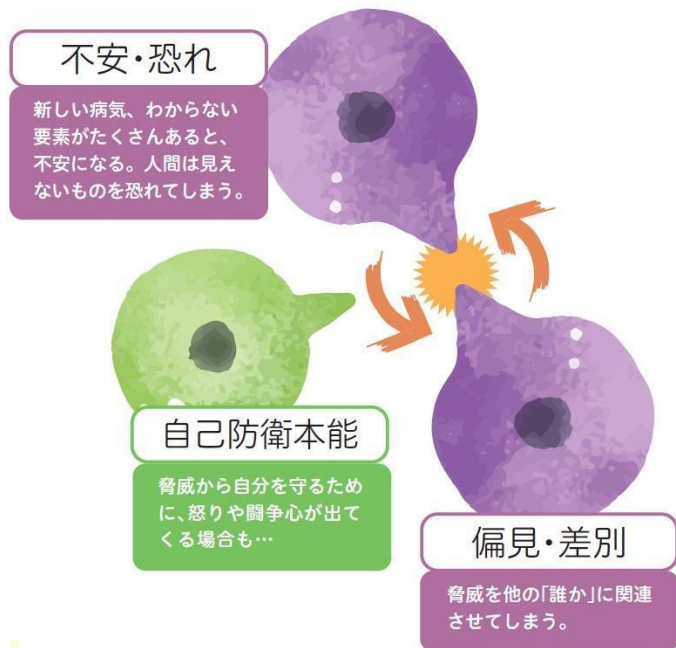 不安・恐れ
新しい病気、わからない
要素がたくさんあると、
不安になる。人間は見え
ないものを恐れてしまう。
自己防衛本能
脅威から自分を守るため
に、怒りや闘争心が出て
くる場合も…
偏見・差別
脅威を他の「誰か」に関連
させてしまう。